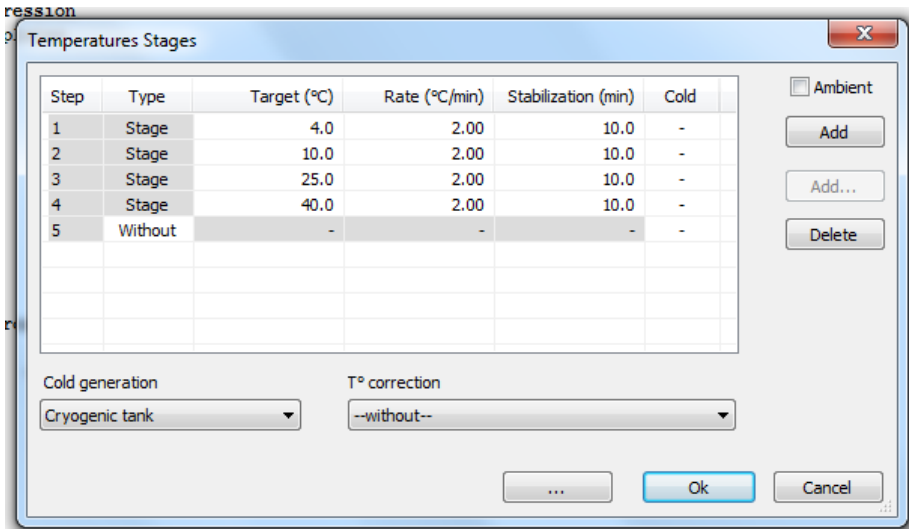 ression
Temperatures Stages
Step Type Target (°C) Rate (°C/min) Stabilization (min) Cold
1 Stage 4.0 2.00 10.0 -
2 Stage 10.0 2.00 10.0 -
3 Stage 25.0 2.00 10.0 -
4 Stage 40.0 2.00 10.0 -
5 Without - - - -
Ambient
Add
Add...
Delete
Cold generation
Cryogenic tank
T° correction
--without--
...
Ok
Cancel